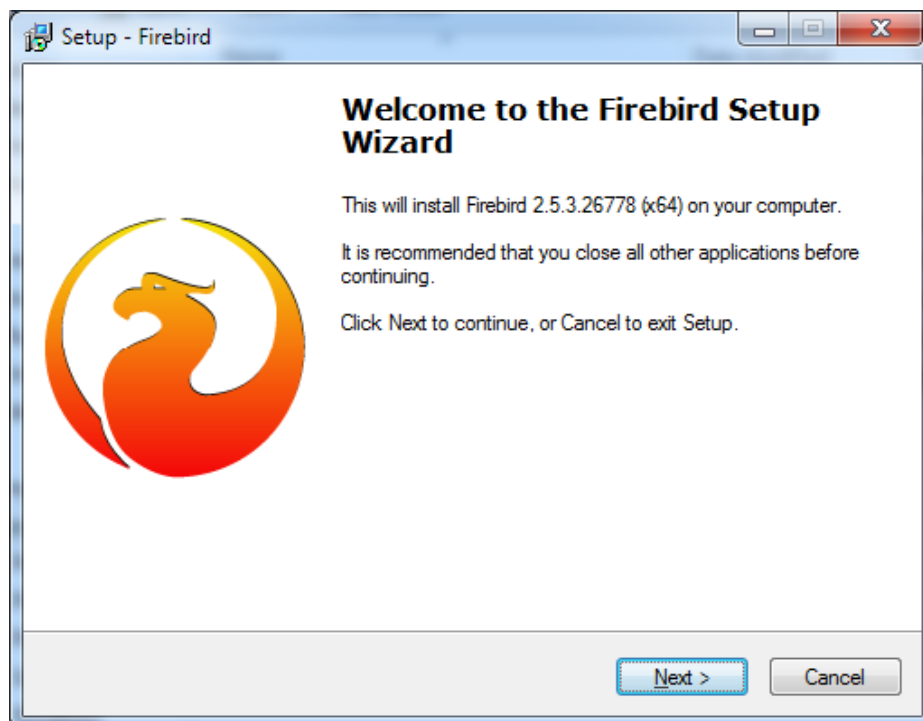 Setup - Firebird
Welcome to the Firebird Setup
Wizard
This will install Firebird 2.5.3.26778 (x64) on your computer.
It is recommended that you close all other applications before
continuing.
Click Next to continue, or Cancel to exit Setup.
Next >
Cancel